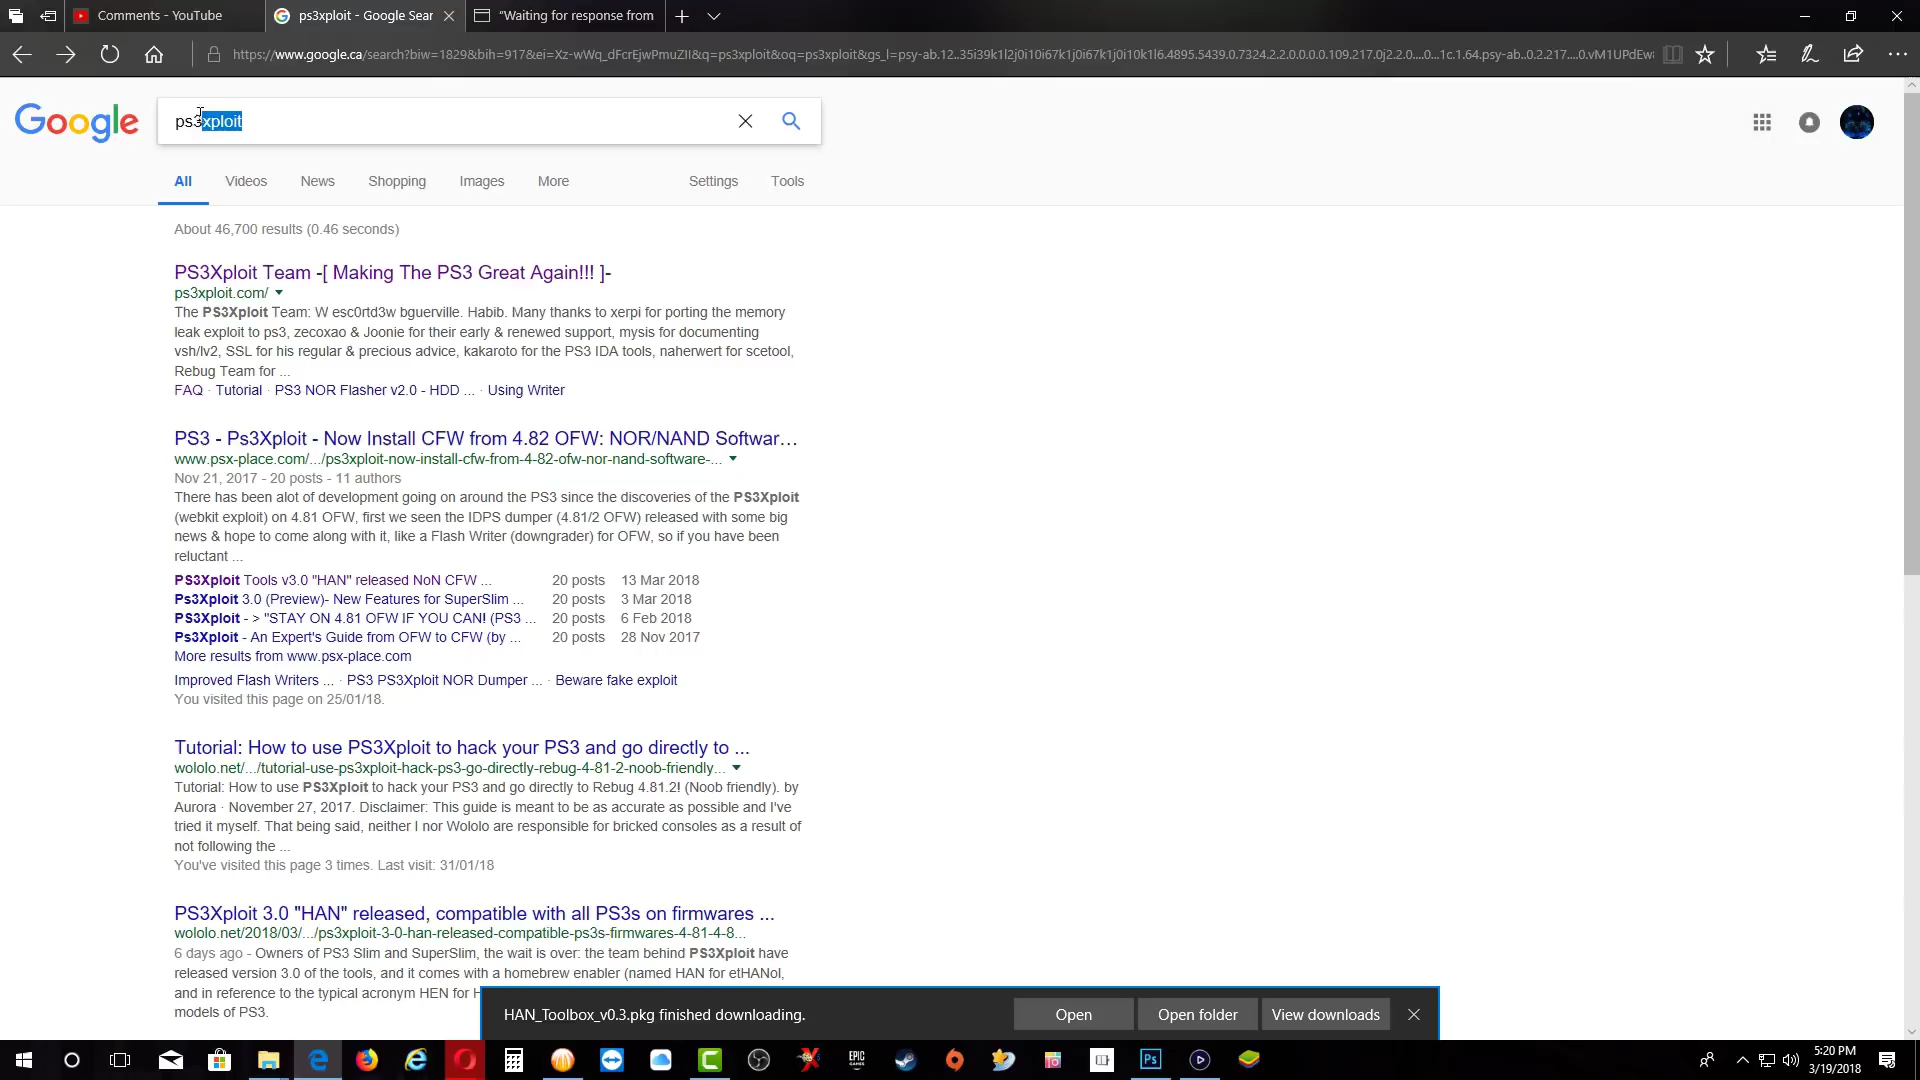 Comments - YouTube
ps3xploit - Google Sear
"Waiting for response from
https://www.google.ca/search?biw=1829&bih=917&ei=Xz-wWq_dFcrEjwPmuZII&q=ps3xploit&oq=ps3xploit&gs_l=psy-ab.12..35i39k1l2j0i10i67k1j0i67k1j0i10k1l6.4895.5439.0.7324.2.2.0.0.0.0.109.217.0j2.2.0....0...1c.1.64.psy-ab..0.2.217....0.vM1UPdEw
Google
ps3xploit
All
Videos
News
Shopping
Images
More
Settings
Tools
About 46,700 results (0.46 seconds)
PS3Xploit Team -[ Making The PS3 Great Again!!! ]-
ps3xploit.com/
The PS3Xploit Team: W esc0rtd3w bguerville. Habib. Many thanks to xerpi for porting the memory
leak exploit to ps3, zecoxao & Joonie for their early & renewed support, mysis for documenting
vsh/lv2, SSL for his regular & precious advice, kakaroto for the PS3 IDA tools, naherwert for scetool,
Rebug Team for ...
FAQ · Tutorial · PS3 NOR Flasher v2.0 - HDD ... · Using Writer
PS3 - Ps3Xploit - Now Install CFW from 4.82 OFW: NOR/NAND Softwar...
www.psx-place.com/.../ps3xploit-now-install-cfw-from-4-82-ofw-nor-nand-software-...
Nov 21, 2017 - 20 posts - 11 authors
There has been alot of development going on around the PS3 since the discoveries of the PS3Xploit
(webkit exploit) on 4.81 OFW, first we seen the IDPS dumper (4.81/2 OFW) released with some big
news & hope to come along with it, like a Flash Writer (downgrader) for OFW, so if you have been
reluctant ...
PS3Xploit Tools v3.0 "HAN" released NoN CFW ... 20 posts 13 Mar 2018
Ps3Xploit 3.0 (Preview)- New Features for SuperSlim ... 20 posts 3 Mar 2018
PS3Xploit - > "STAY ON 4.81 OFW IF YOU CAN! (PS3 ... 20 posts 6 Feb 2018
Ps3Xploit - An Expert's Guide from OFW to CFW (by ... 20 posts 28 Nov 2017
More results from www.psx-place.com
Improved Flash Writers ... · PS3 PS3Xploit NOR Dumper ... · Beware fake exploit
You visited this page on 25/01/18.
Tutorial: How to use PS3Xploit to hack your PS3 and go directly to ...
wololo.net/.../tutorial-use-ps3xploit-hack-ps3-go-directly-rebug-4-81-2-noob-friendly...
Tutorial: How to use PS3Xploit to hack your PS3 and go directly to Rebug 4.81.2! (Noob friendly). by
Aurora · November 27, 2017. Disclaimer: This guide is meant to be as accurate as possible and I've
tried it myself. That being said, neither I nor Wololo are responsible for bricked consoles as a result of
not following the ...
You've visited this page 3 times. Last visit: 31/01/18
PS3Xploit 3.0 "HAN" released, compatible with all PS3s on firmwares ...
wololo.net/2018/03/.../ps3xploit-3-0-han-released-compatible-ps3s-firmwares-4-81-4-8...
6 days ago - Owners of PS3 Slim and SuperSlim, the wait is over: the team behind PS3Xploit have
released version 3.0 of the tools, and it comes with a homebrew enabler (named HAN for etHANol,
and in reference to the typical acronym HEN for
models of PS3.
HAN_Toolbox_v0.3.pkg finished downloading.
Open
Open folder
View downloads
EPIC
GAMES
Ps
5:20 PM
3/19/2018